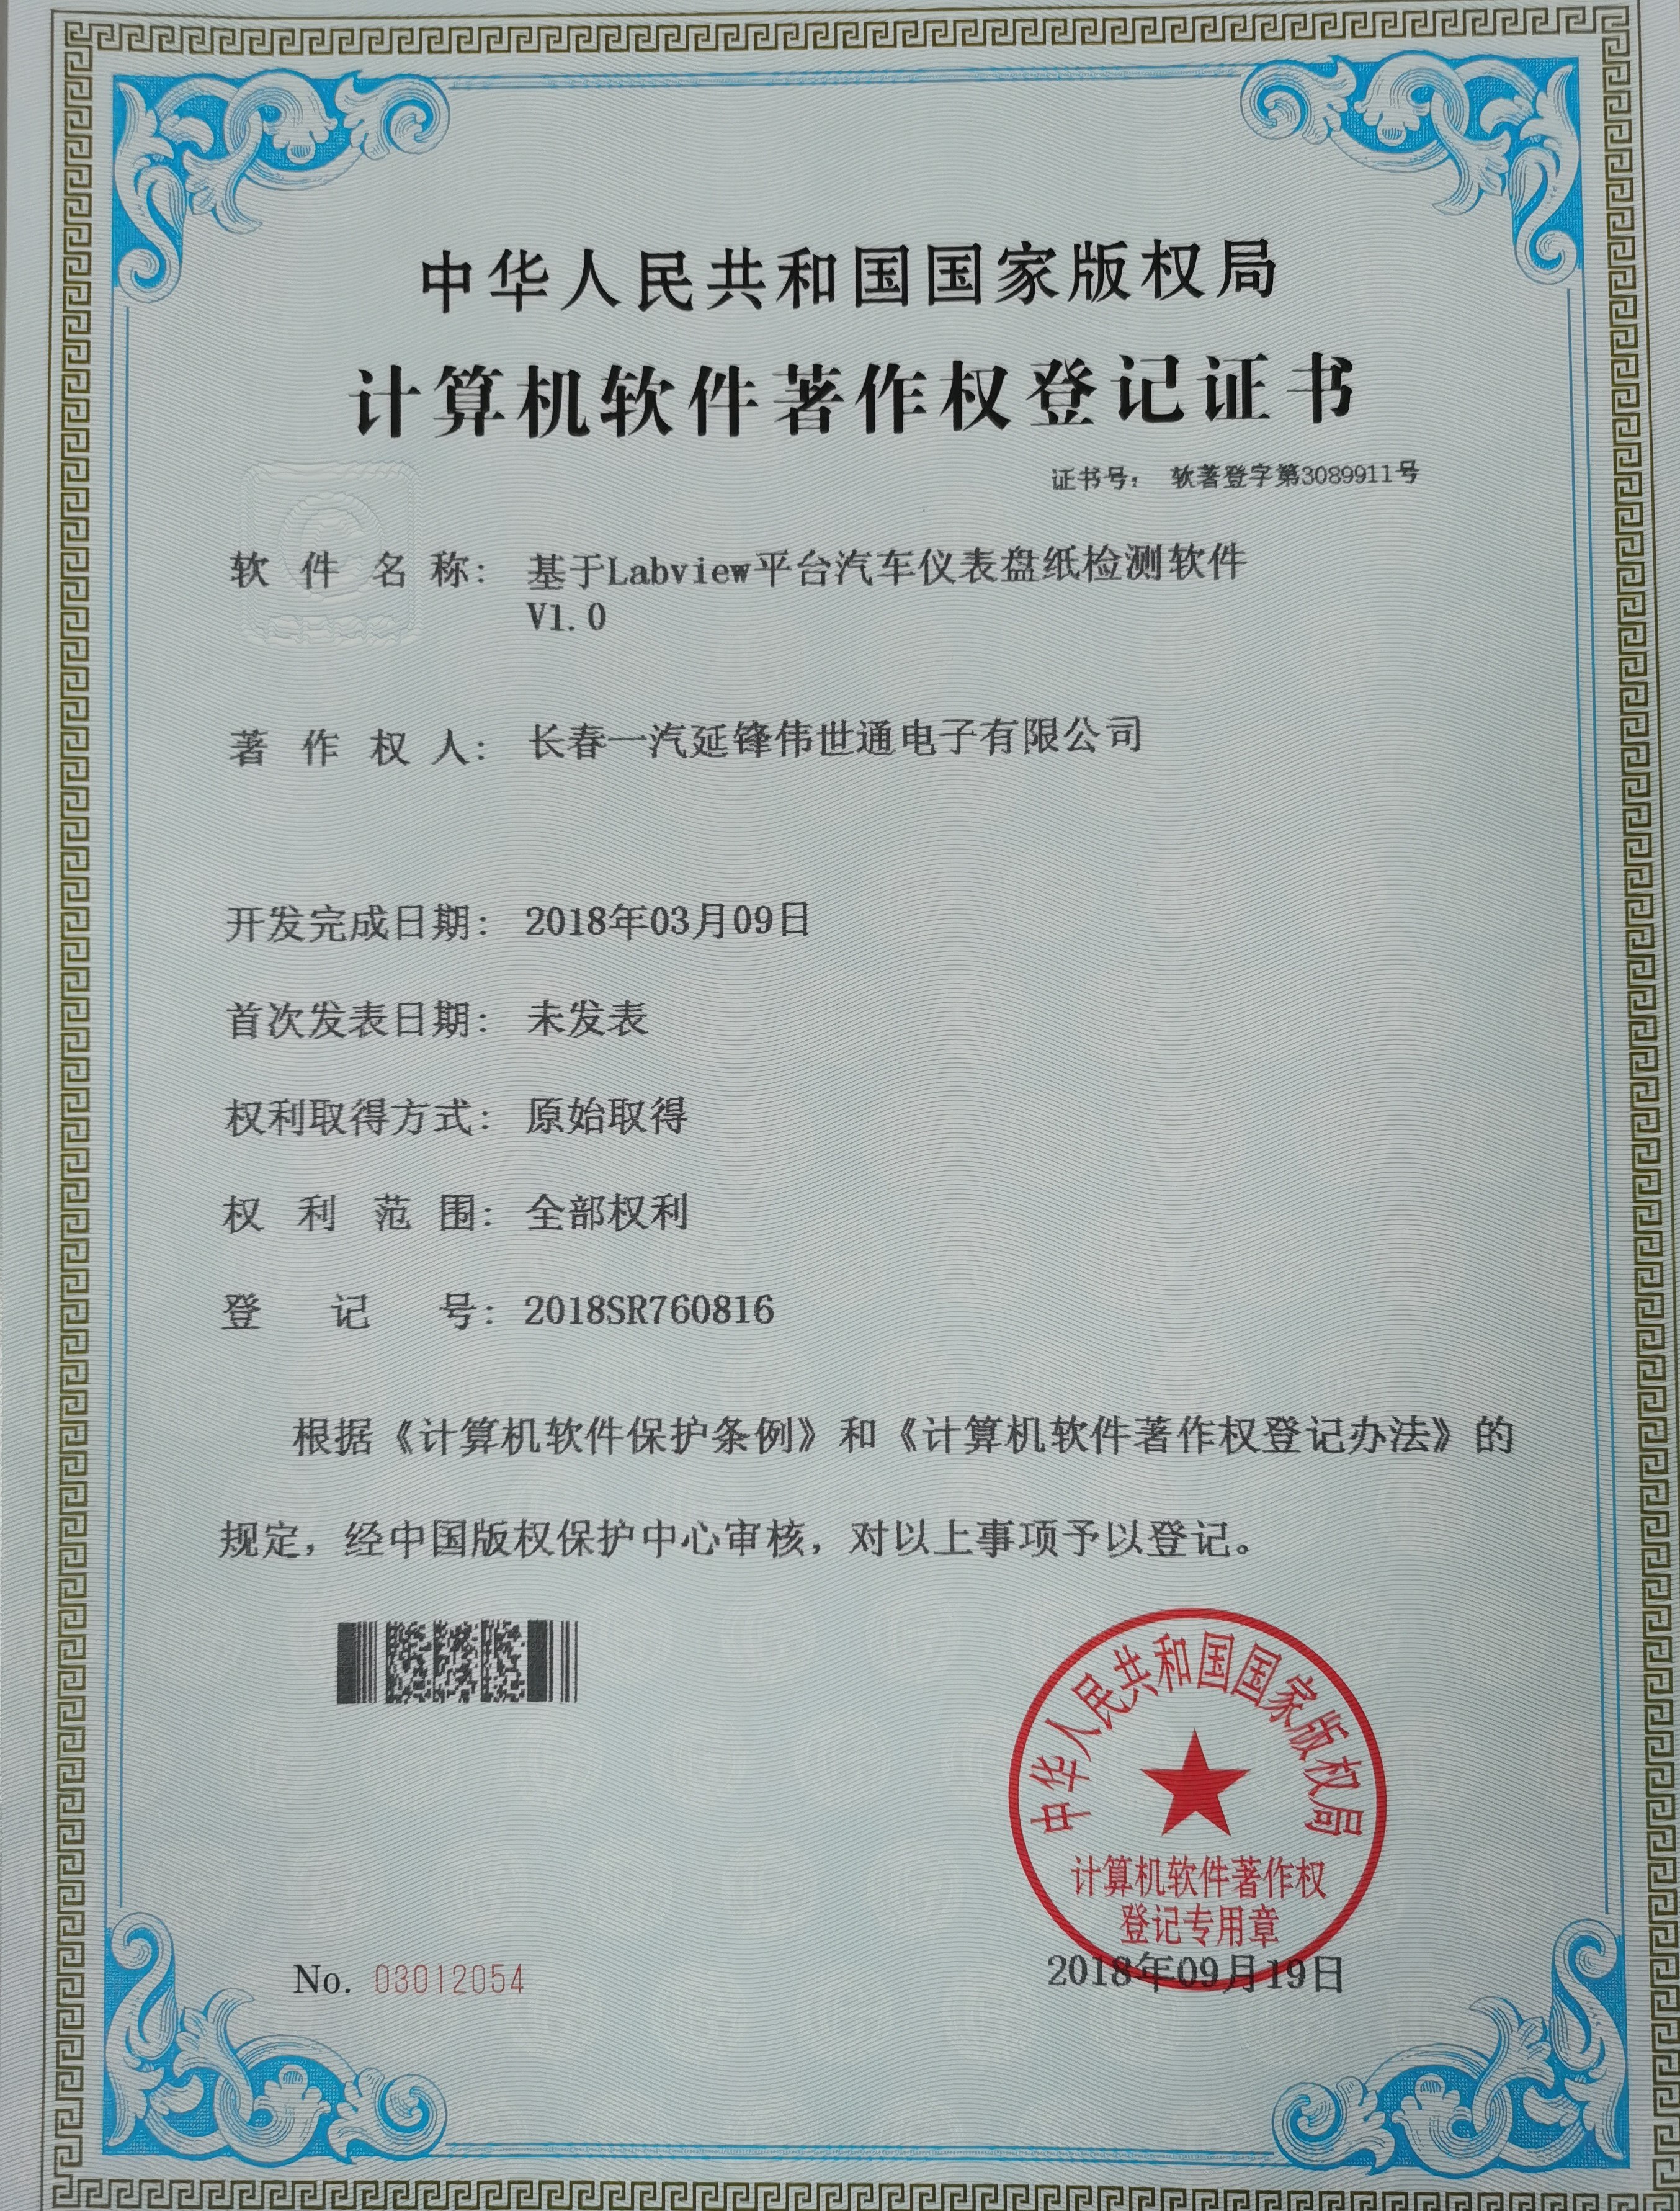 中华人民共和国国家版权局
计算机软件著作权登记证书
证书号： 软著登字第3089911号
软件名称： 基于Labview平台汽车仪表盘纸检测软件
V1.0
著作权人： 长春一汽延锋伟世通电子有限公司
开发完成日期： 2018年03月09日
首次发表日期： 未发表
权利取得方式： 原始取得
权利范围： 全部权利
登记号： 2018SR760816
根据《计算机软件保护条例》和《计算机软件著作权登记办法》的
规定，经中国版权保护中心审核，对以上事项予以登记。
中华人民共和国国家版权局
计算机软件著作权
登记专用章
No. 03012054
2018年09月19日